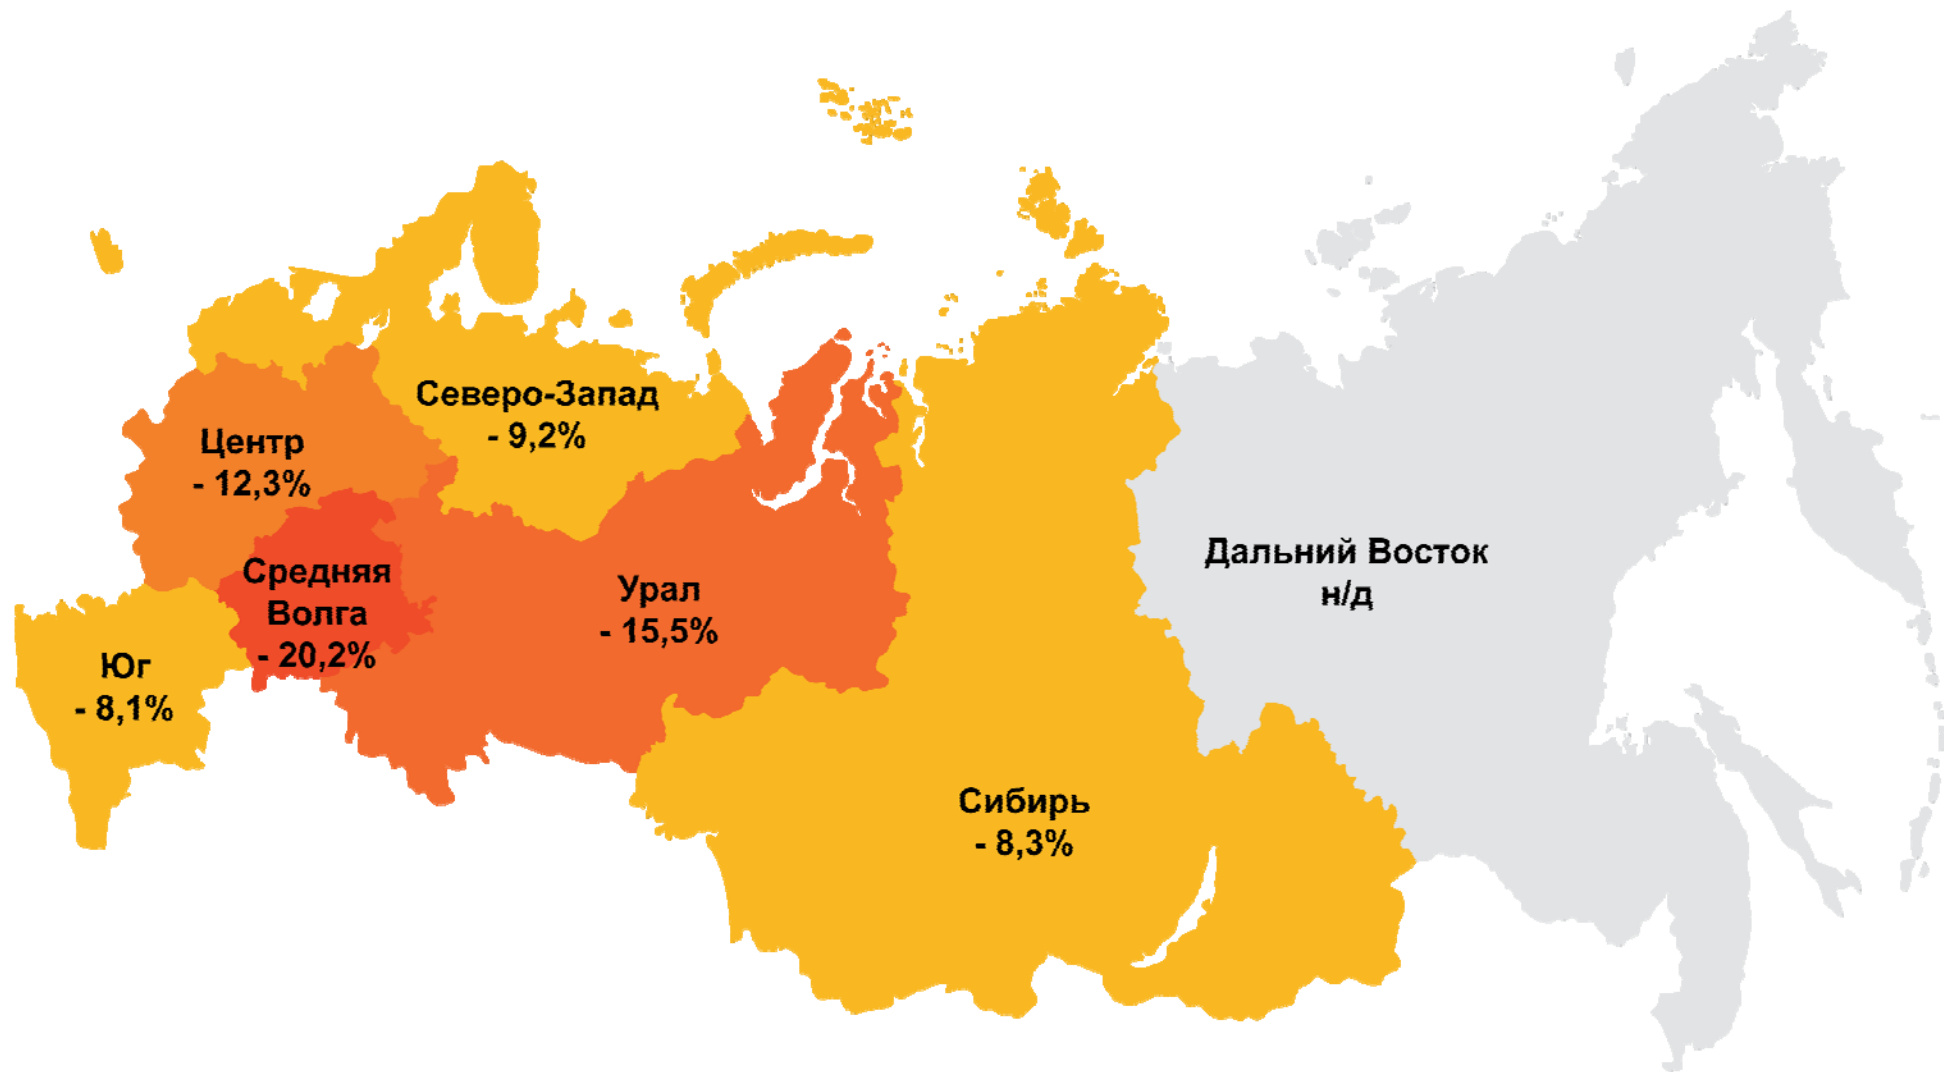 Северо-Запад
- 9,2%
Центр
- 12,3%
Дальний Восток
н/д
Средняя
Волга
- 20,2%
Урал
- 15,5%
Юг
- 8,1%
Сибирь
- 8,3%